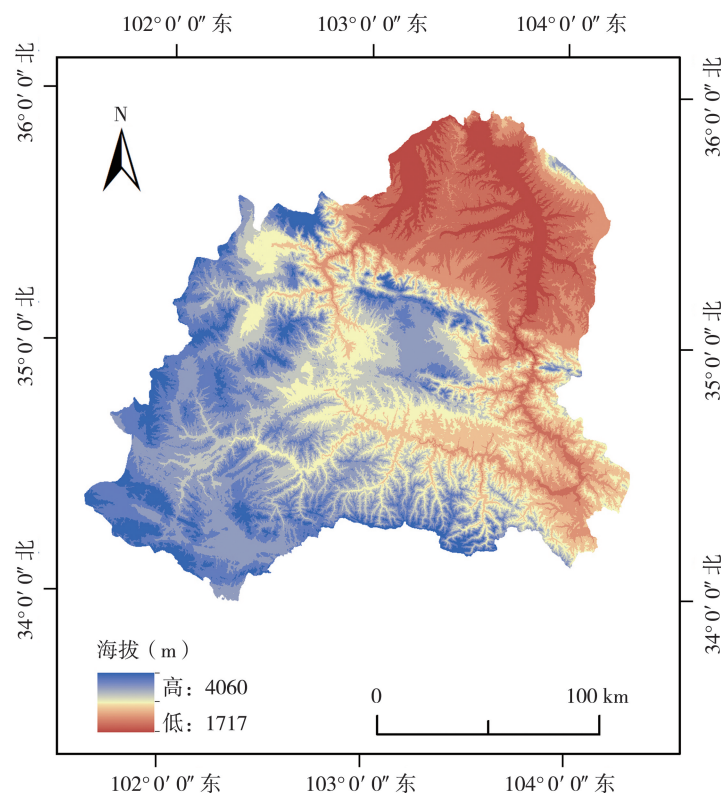 102° 0′ 0″ 东
103° 0′ 0″ 东
104° 0′ 0″ 东
36° 0′ 0″ 北
36° 0′ 0″ 北
N
35° 0′ 0″ 北
35° 0′ 0″ 北
34° 0′ 0″ 北
34° 0′ 0″ 北
海拔（m）
高：4060
低：1717
0
100 km
102° 0′ 0″ 东
103° 0′ 0″ 东
104° 0′ 0″ 东